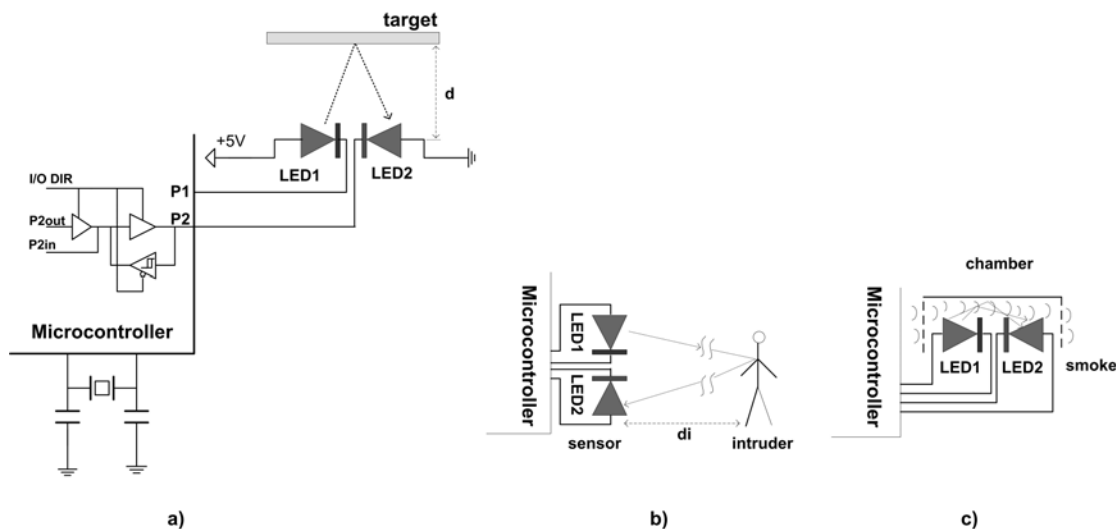 target
d
+5V
LED1
LED2
I/O DIR
P1
P2out
P2
P2in
Microcontroller
a)
Microcontroller
LED1
LED2
sensor
di
intruder
b)
chamber
Microcontroller
LED1
LED2
smoke
c)